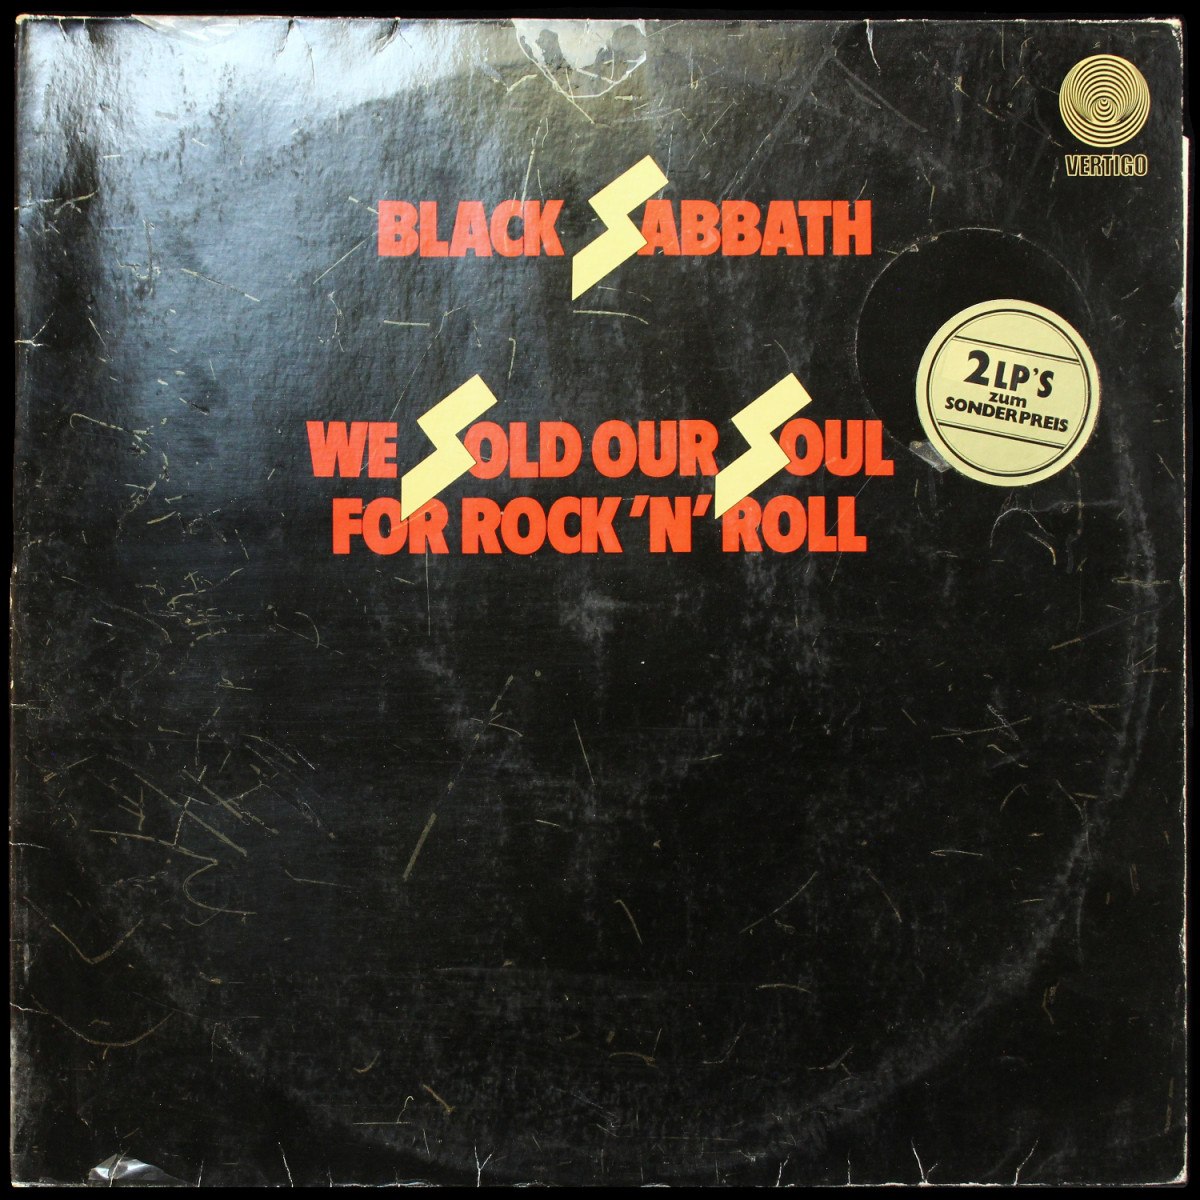 VERTIGO
BLACK SABBATH
2 LP'S
zum
SONDERPREIS
WE SOLD OUR SOUL
FOR ROCK 'N' ROLL